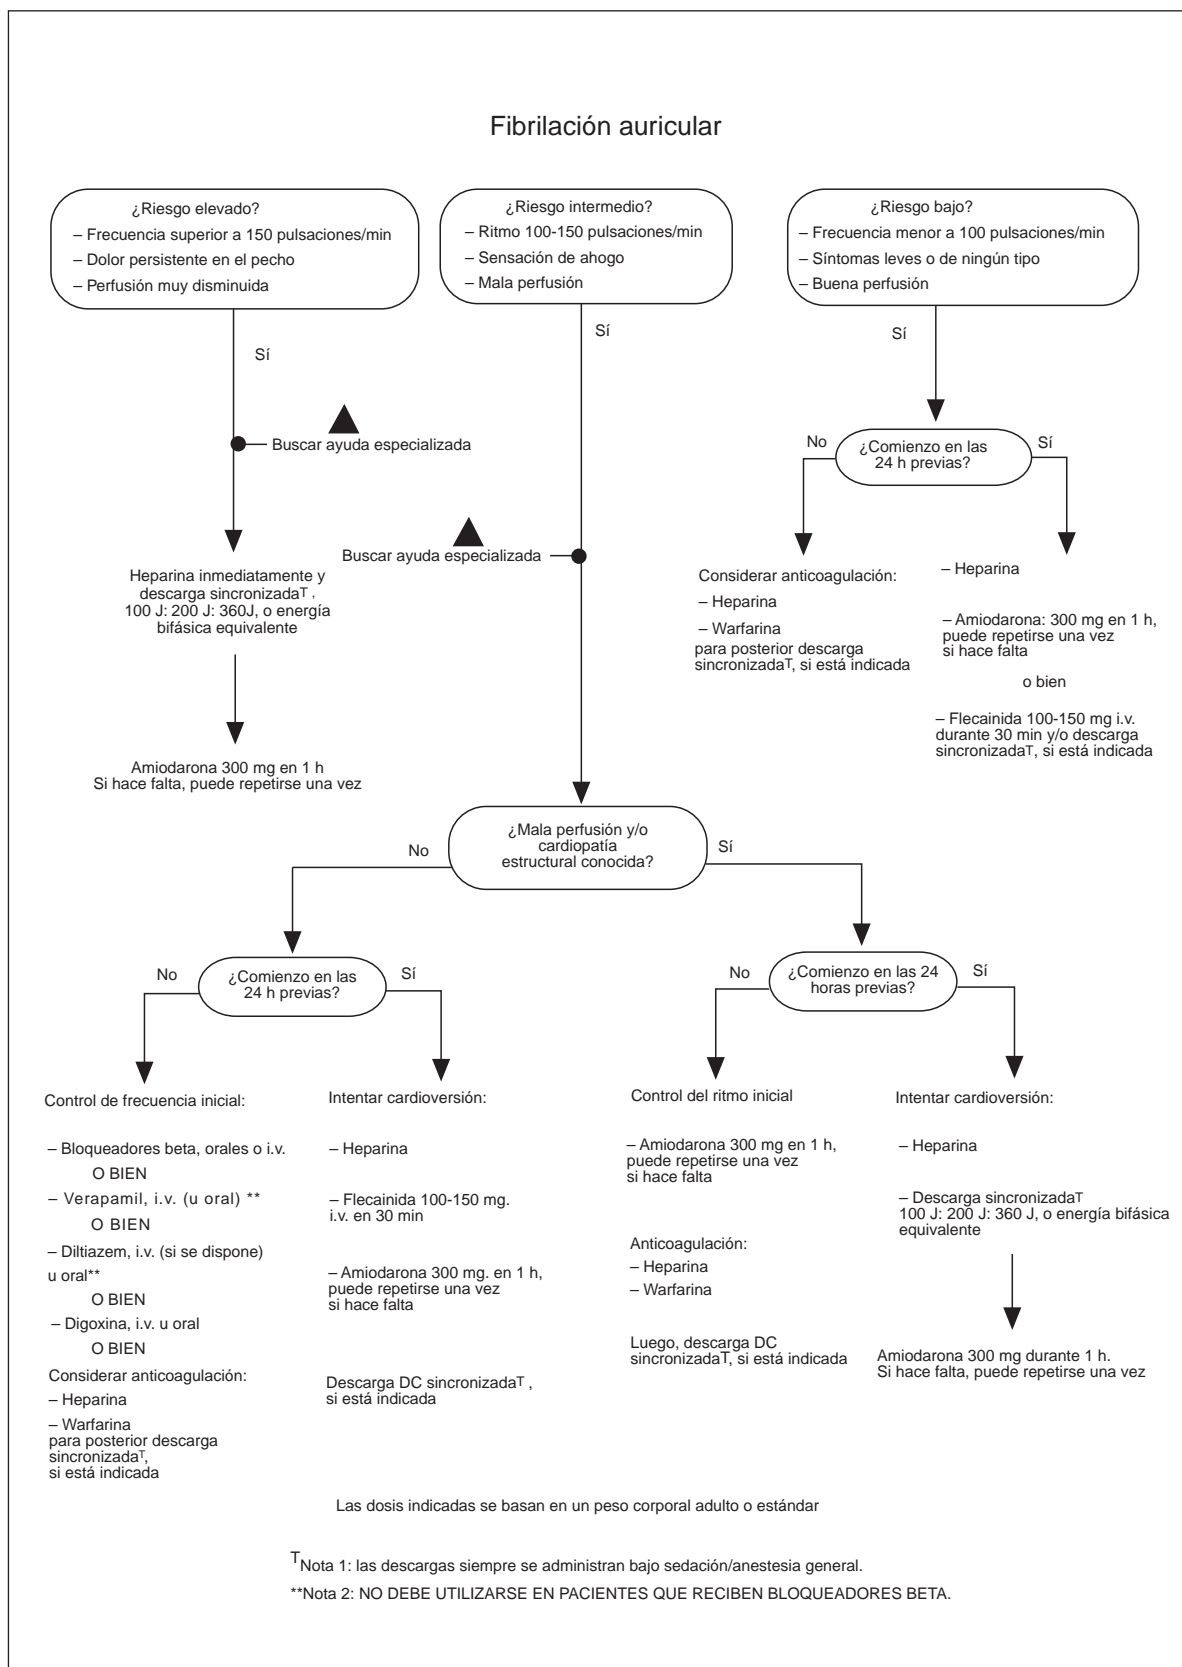 Fibrilación auricular
¿Riesgo elevado?
– Frecuencia superior a 150 pulsaciones/min
– Dolor persistente en el pecho
– Perfusión muy disminuida
¿Riesgo intermedio?
– Ritmo 100-150 pulsaciones/min
– Sensación de ahogo
– Mala perfusión
¿Riesgo bajo?
– Frecuencia menor a 100 pulsaciones/min
– Síntomas leves o de ningún tipo
– Buena perfusión
Sí
Sí
Sí
Buscar ayuda especializada
Buscar ayuda especializada
No
¿Comienzo en las
24 h previas?
Sí
Heparina inmediatamente y
descarga sincronizadaT ,
100 J: 200 J: 360J, o energía
bifásica equivalente
Amiodarona 300 mg en 1 h
Si hace falta, puede repetirse una vez
Considerar anticoagulación:
– Heparina
– Warfarina
para posterior descarga
sincronizadaT, si está indicada
– Heparina
– Amiodarona: 300 mg en 1 h,
puede repetirse una vez
si hace falta
o bien
– Flecainida 100-150 mg i.v.
durante 30 min y/o descarga
sincronizadaT, si está indicada
No
¿Mala perfusión y/o
cardiopatía
estructural conocida?
Sí
No
¿Comienzo en las
24 h previas?
Sí
No
¿Comienzo en las 24
horas previas?
Sí
Control de frecuencia inicial:
– Bloqueadores beta, orales o i.v.
O BIEN
– Verapamil, i.v. (u oral) **
O BIEN
– Diltiazem, i.v. (si se dispone)
u oral**
O BIEN
– Digoxina, i.v. u oral
O BIEN
Considerar anticoagulación:
– Heparina
– Warfarina
para posterior descarga
sincronizadaT,
si está indicada
Intentar cardioversión:
– Heparina
– Flecainida 100-150 mg.
i.v. en 30 min
– Amiodarona 300 mg. en 1 h,
puede repetirse una vez
si hace falta
Descarga DC sincronizadaT ,
si está indicada
Control del ritmo inicial
– Amiodarona 300 mg en 1 h,
puede repetirse una vez
si hace falta
Anticoagulación:
– Heparina
– Warfarina
Luego, descarga DC
sincronizadaT, si está indicada
Intentar cardioversión:
– Heparina
– Descarga sincronizadaT
100 J: 200 J: 360 J, o energía bifásica
equivalente
Amiodarona 300 mg durante 1 h.
Si hace falta, puede repetirse una vez
Las dosis indicadas se basan en un peso corporal adulto o estándar
TNota 1: las descargas siempre se administran bajo sedación/anestesia general.
**Nota 2: NO DEBE UTILIZARSE EN PACIENTES QUE RECIBEN BLOQUEADORES BETA.